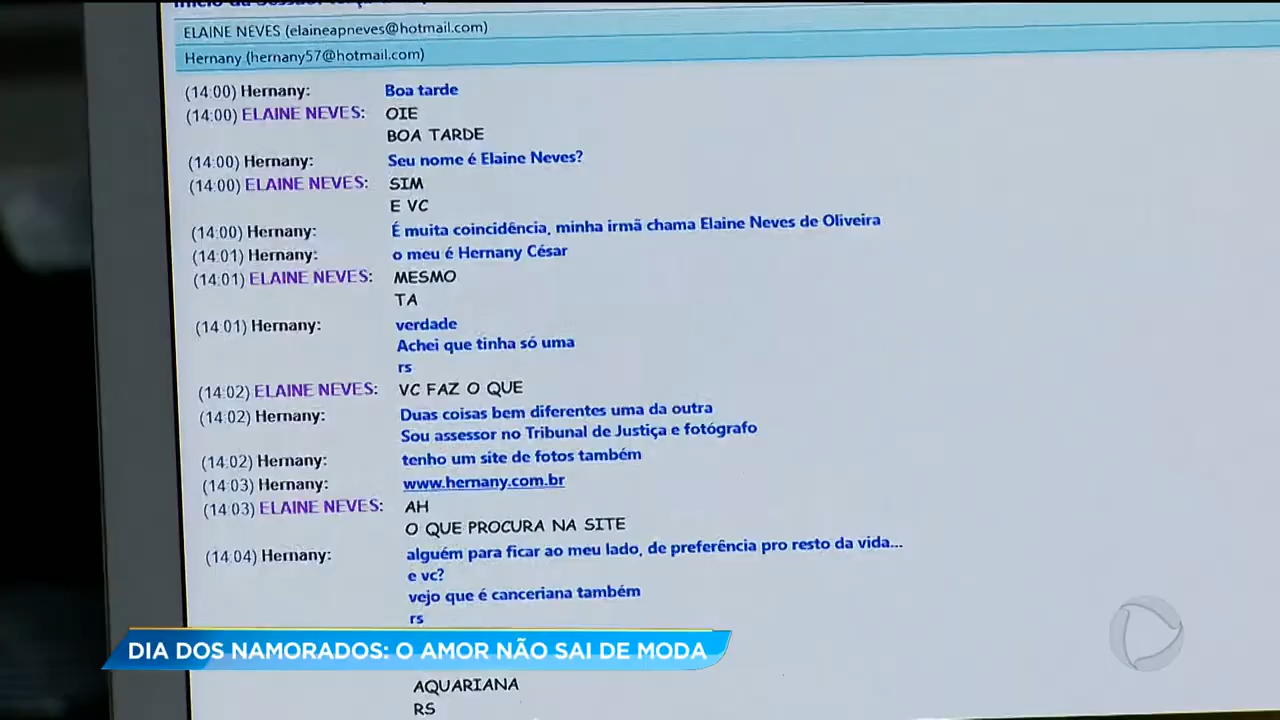 ELAINE NEVES (elaineapneves@hotmail.com)
Hernany (hernany57@hotmail.com)
(14:00) Hernany: Boa tarde
(14:00) ELAINE NEVES: OIE
BOA TARDE
(14:00) Hernany: Seu nome é Elaine Neves?
(14:00) ELAINE NEVES: SIM
E VC
(14:00) Hernany: É muita coincidência, minha irmã chama Elaine Neves de Oliveira
(14:01) Hernany: o meu é Hernany César
(14:01) ELAINE NEVES: MESMO
TA
(14:01) Hernany: verdade
Achei que tinha só uma
rs
(14:02) ELAINE NEVES: VC FAZ O QUE
(14:02) Hernany: Duas coisas bem diferentes uma da outra
Sou assessor no Tribunal de Justiça e fotógrafo
(14:02) Hernany: tenho um site de fotos também
(14:03) Hernany: www.hernany.com.br
(14:03) ELAINE NEVES: AH
O QUE PROCURA NA SITE
(14:04) Hernany: alguém para ficar ao meu lado, de preferência pro resto da vida...
e vc?
vejo que é canceriana também
rs
DIA DOS NAMORADOS: O AMOR NÃO SAI DE MODA
AQUARIANA
RS